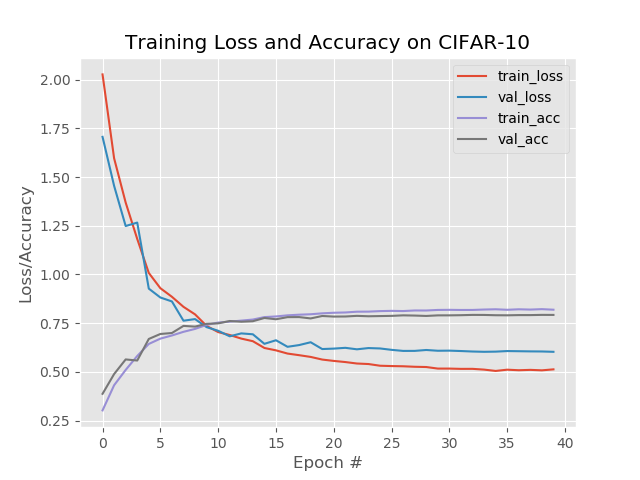 Training Loss and Accuracy on CIFAR-10
train_loss
val_loss
train_acc
val_acc
Loss/Accuracy
2.00
1.75
1.50
1.25
1.00
0.75
0.50
0.25
0 5 10 15 20 25 30 35 40
Epoch #